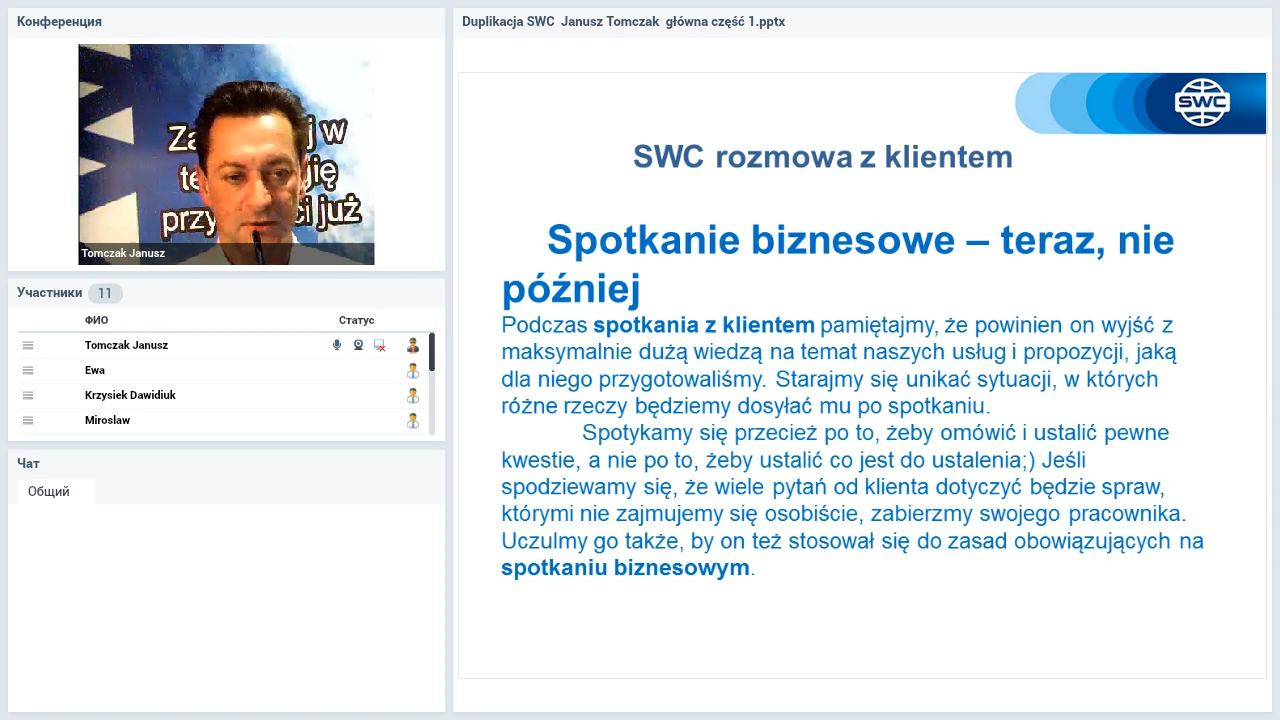 Конференция
Tomczak Janusz
Участники 11
ФИО Статус
Tomczak Janusz
Ewa
Krzysiek Dawidiuk
Miroslaw
Чат
Общий
Duplikacja SWC Janusz Tomczak główna część 1.pptx
SWC
SWC rozmowa z klientem
Spotkanie biznesowe – teraz, nie
później
Podczas spotkania z klientem pamiętajmy, że powinien on wyjść z
maksymalnie dużą wiedzą na temat naszych usług i propozycji, jaką
dla niego przygotowaliśmy. Starajmy się unikać sytuacji, w których
różne rzeczy będziemy dosyłać mu po spotkaniu.
Spotykamy się przecież po to, żeby omówić i ustalić pewne
kwestie, a nie po to, żeby ustalić co jest do ustalenia;) Jeśli
spodziewamy się, że wiele pytań od klienta dotyczyć będzie spraw,
którymi nie zajmujemy się osobiście, zabierzmy swojego pracownika.
Uczulmy go także, by on też stosował się do zasad obowiązujących na
spotkaniu biznesowym.